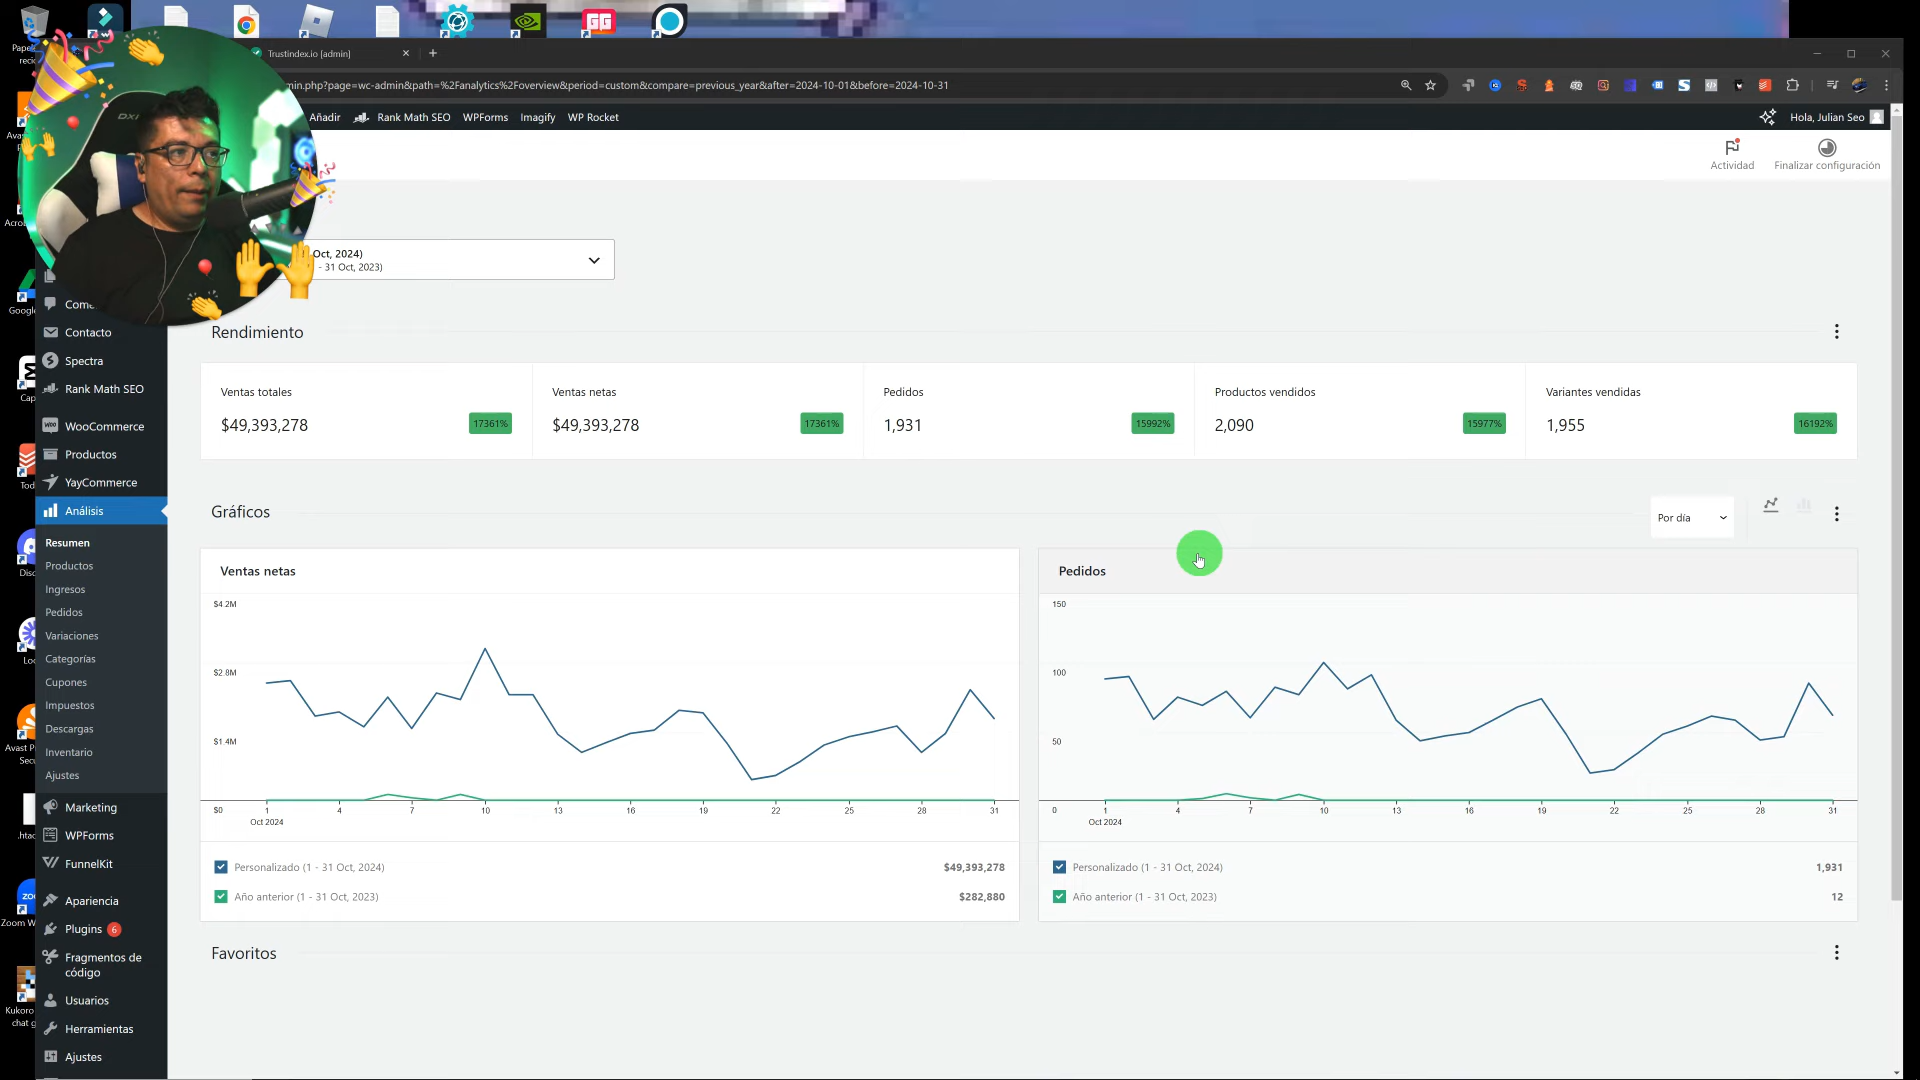 Trustindex.io [admin]
min.php?page=wc-admin&path=%2Fanalytics%2Foverview&period=custom&compare=previous_year&after=2024-10-01&before=2024-10-31
Añadir
Rank Math SEO
WPForms
Imagify
WP Rocket
Hola, Julian Seo
Actividad
Finalizar configuración
Oct, 2024)
- 31 Oct, 2023)
Contacto
Spectra
Rank Math SEO
WooCommerce
Productos
YayCommerce
Análisis
Resumen
Productos
Ingresos
Pedidos
Variaciones
Categorías
Cupones
Impuestos
Descargas
Inventario
Ajustes
Marketing
WPForms
FunnelKit
Apariencia
Plugins 6
Fragmentos de
código
Usuarios
Herramientas
Ajustes
Rendimiento
Ventas totales
$49,393,278
17361%
Ventas netas
$49,393,278
17361%
Pedidos
1,931
15992%
Productos vendidos
2,090
15977%
Variantes vendidas
1,955
16192%
Gráficos
Por día
Ventas netas
$4.2M
$2.8M
$1.4M
$0
1 4 7 10 13 16 19 22 25 28 31
Oct 2024
Personalizado (1 - 31 Oct, 2024)
$49,393,278
Año anterior (1 - 31 Oct, 2023)
$282,880
Pedidos
150
100
50
0
1 4 7 10 13 16 19 22 25 28 31
Oct 2024
Personalizado (1 - 31 Oct, 2024)
1,931
Año anterior (1 - 31 Oct, 2023)
12
Favoritos